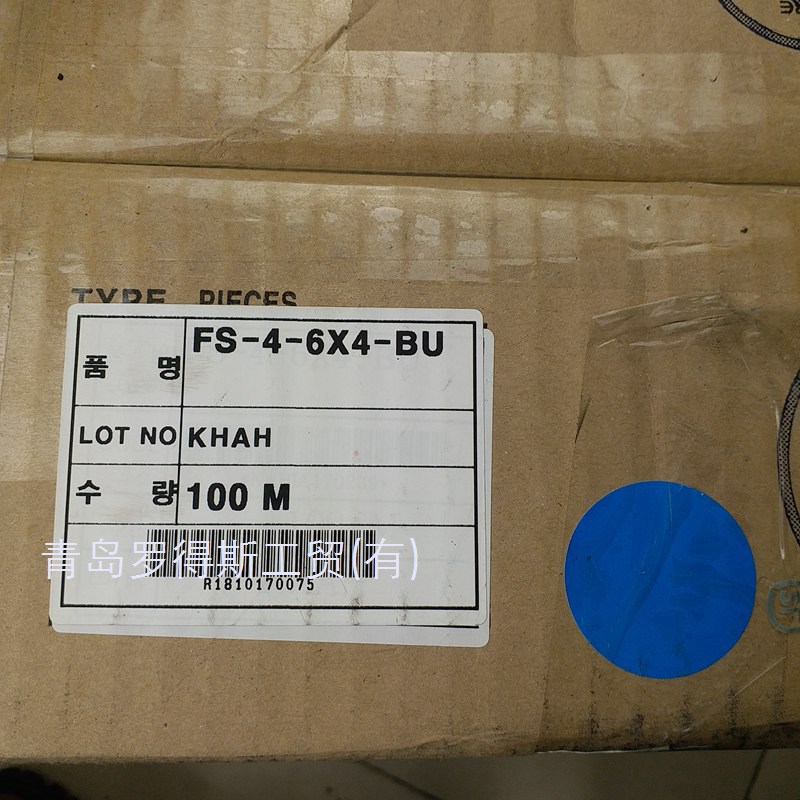 TYPE PIECES
품 명 FS-4-6X4-BU
LOT NO KHAH
수 량 100 M
青岛罗得斯工贸(有)
R1810170075